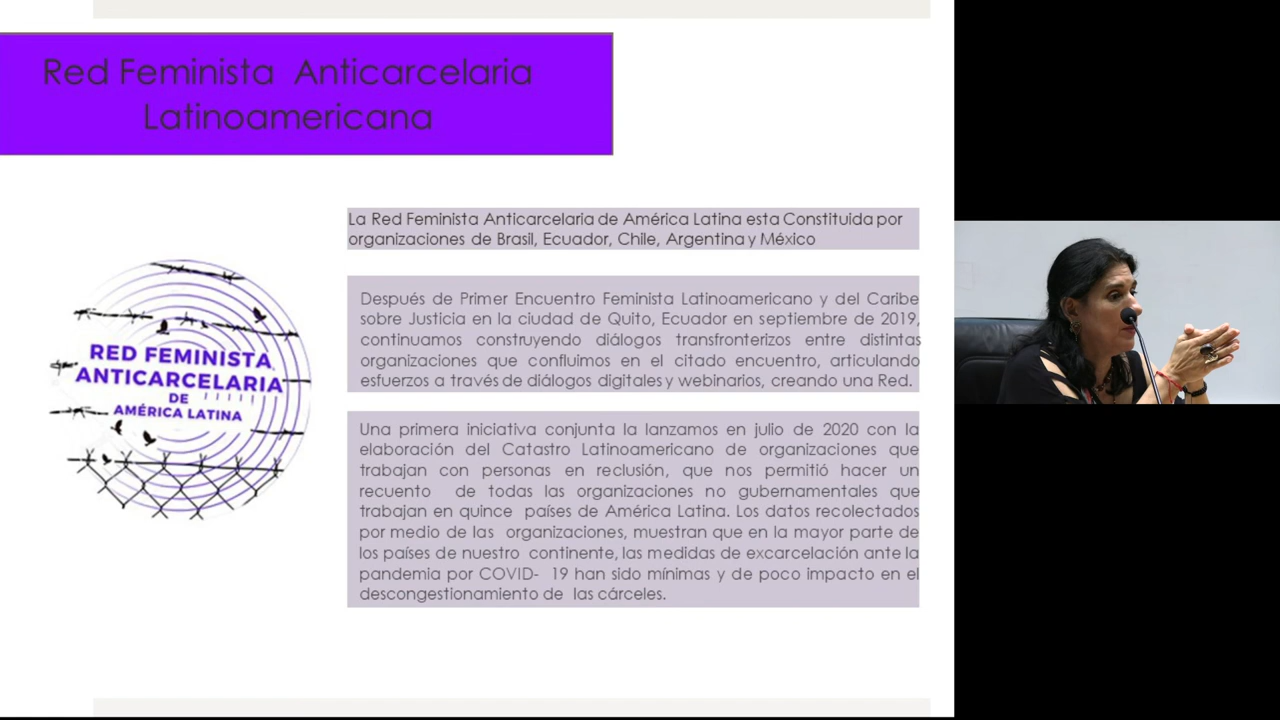 Red Feminista Anticarcelaria
Latinoamericana
La Red Feminista Anticarcelaria de América Latina esta Constituida por
organizaciones de Brasil, Ecuador, Chile, Argentina y México
Después de Primer Encuentro Feminista Latinoamericano y del Caribe
sobre Justicia en la ciudad de Quito, Ecuador en septiembre de 2019,
continuamos construyendo diálogos transfronterizos entre distintas
organizaciones que confluimos en el citado encuentro, articulando
esfuerzos a través de diálogos digitales y webinarios, creando una Red.
RED FEMINISTA
ANTICARCELARIA
DE
AMÉRICA LATINA
Una primera iniciativa conjunta la lanzamos en julio de 2020 con la
elaboración del Catastro Latinoamericano de organizaciones que
trabajan con personas en reclusión, que nos permitió hacer un
recuento de todas las organizaciones no gubernamentales que
trabajan en quince países de América Latina. Los datos recolectados
por medio de las organizaciones, muestran que en la mayor parte de
los países de nuestro continente, las medidas de excarcelación ante la
pandemia por COVID- 19 han sido mínimas y de poco impacto en el
descongestionamiento de las cárceles.